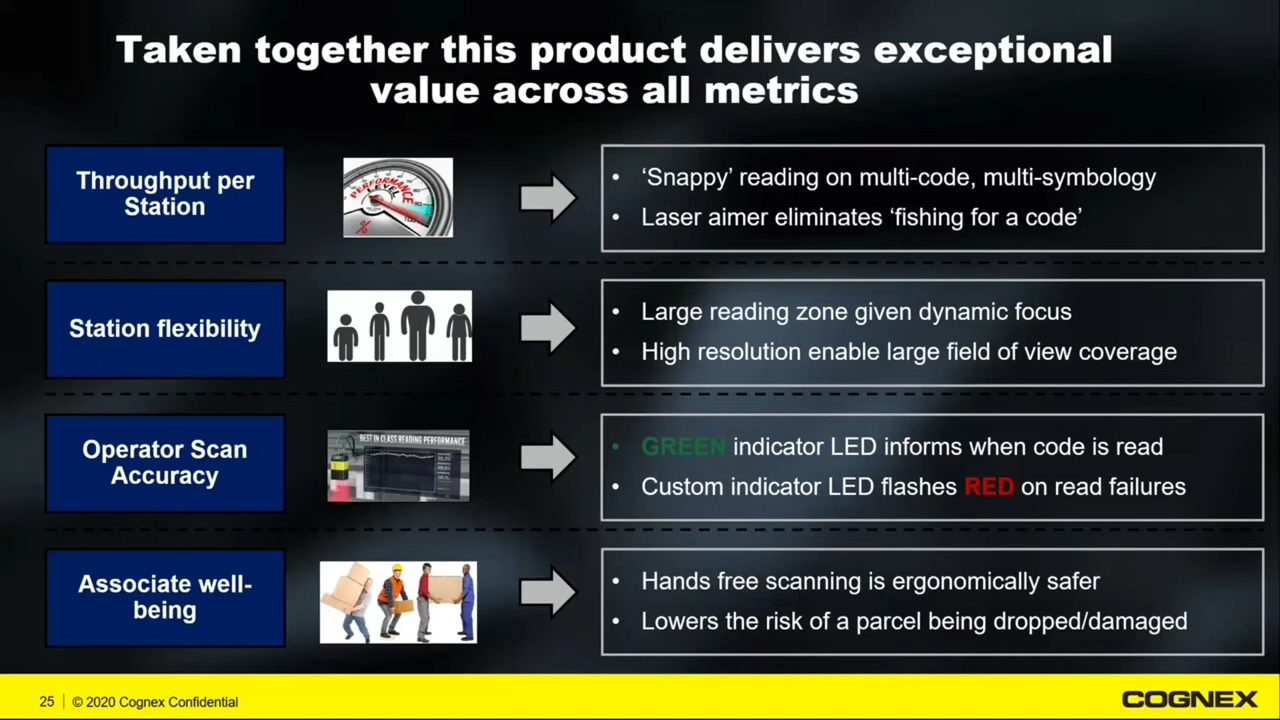 Taken together this product delivers exceptional
value across all metrics
Throughput per
Station
PERFORMANCE
LEVEL
%
• ‘Snappy’ reading on multi-code, multi-symbology
• Laser aimer eliminates ‘fishing for a code’
Station flexibility
• Large reading zone given dynamic focus
• High resolution enable large field of view coverage
Operator Scan
Accuracy
BEST IN CLASS READING PERFORMANCE
• GREEN indicator LED informs when code is read
• Custom indicator LED flashes RED on read failures
Associate well-
being
• Hands free scanning is ergonomically safer
• Lowers the risk of a parcel being dropped/damaged
25 | © 2020 Cognex Confidential
COGNEX